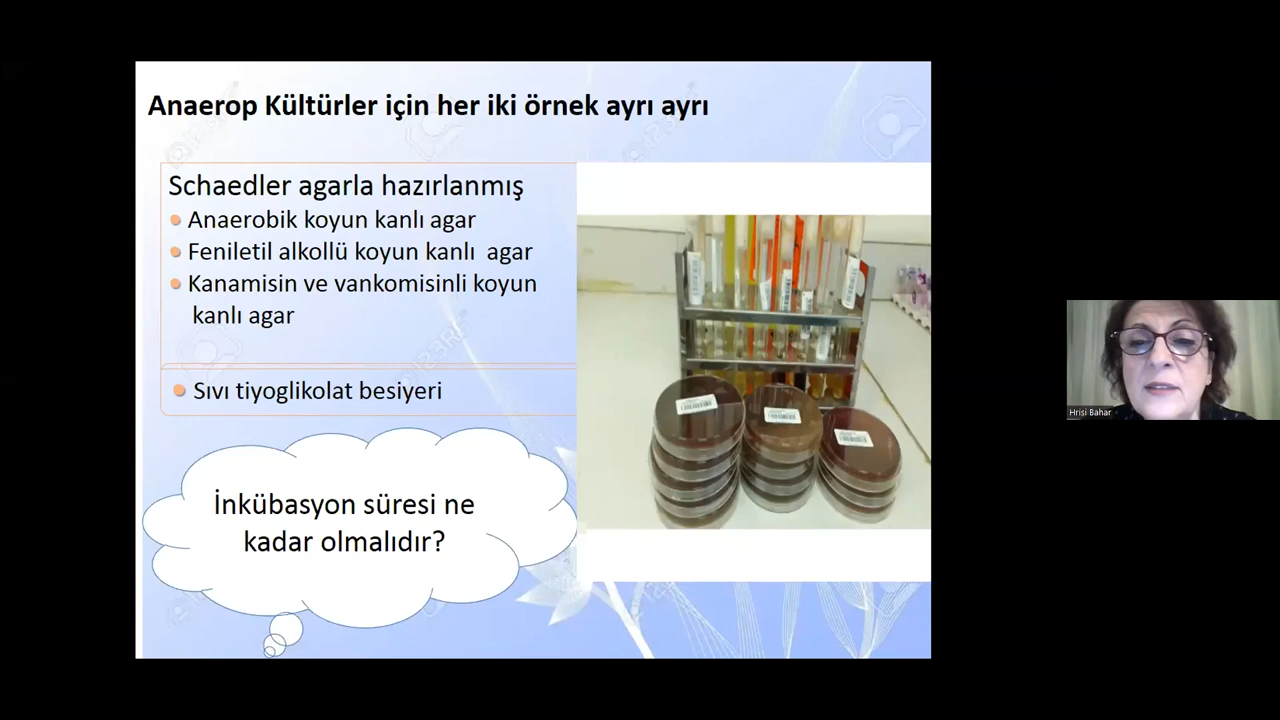 Anaerop Kültürler için her iki örnek ayrı ayrı
Schaedler agarla hazırlanmış
Anaerobik koyun kanlı agar
Feniletil alkollü koyun kanlı agar
Kanamisin ve vankomisinli koyun
kanlı agar
Sıvı tiyoglikolat besiyeri
İnkübasyon süresi ne
kadar olmalıdır?
Hrisi Bahar